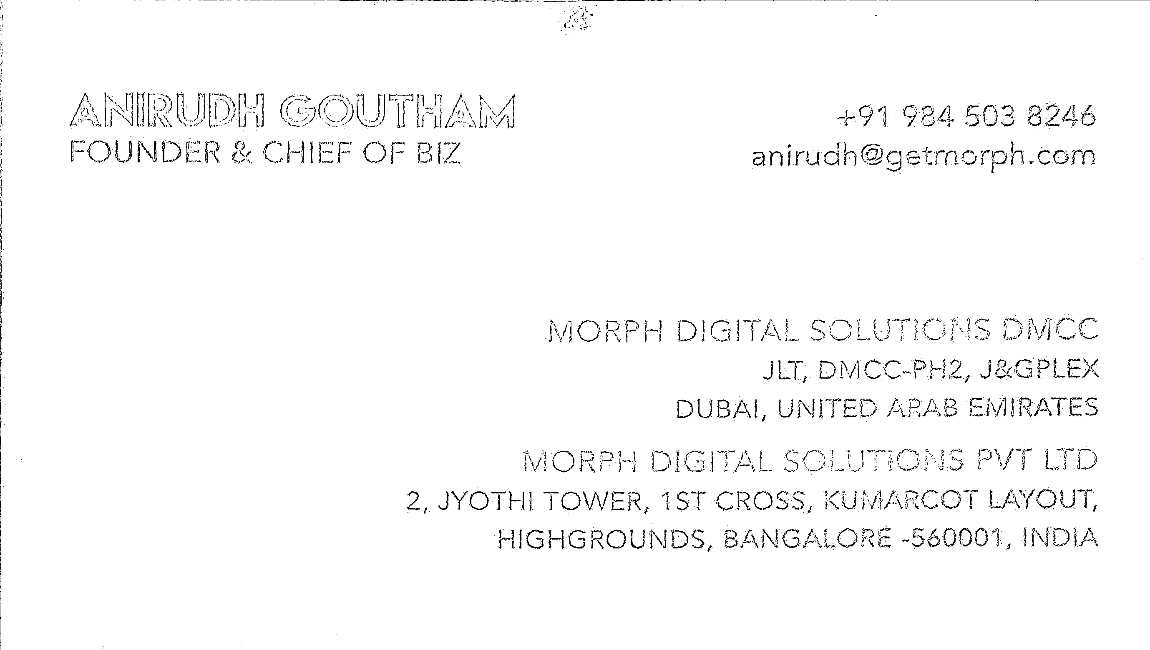 ANIRUDH GOUTHAM
FOUNDER & CHIEF OF BIZ
+91 984 503 8246
anirudh@getmorph.com
MORPH DIGITAL SOLUTIONS DMCC
JLT, DMCC-PH2, J&GPLEX
DUBAI, UNITED ARAB EMIRATES
MORPH DIGITAL SOLUTIONS PVT LTD
2, JYOTHI TOWER, 1ST CROSS, KUMARCOT LAYOUT,
HIGHGROUNDS, BANGALORE -560001, INDIA